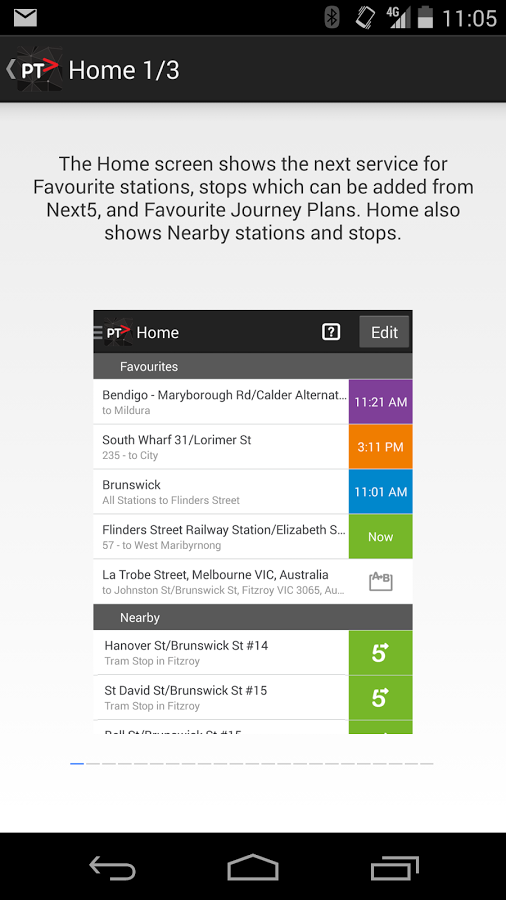 4G 11:05
PT Home 1/3
The Home screen shows the next service for
Favourite stations, stops which can be added from
Next5, and Favourite Journey Plans. Home also
shows Nearby stations and stops.
PT Home ? Edit
Favourites
Bendigo - Maryborough Rd/Calder Alternat... 11:21 AM
to Mildura
South Wharf 31/Lorimer St 3:11 PM
235 - to City
Brunswick 11:01 AM
All Stations to Flinders Street
Flinders Street Railway Station/Elizabeth S... Now
57 - to West Maribyrnong
La Trobe Street, Melbourne VIC, Australia A B
to Johnston St/Brunswick St, Fitzroy VIC 3065, Au...
Nearby
Hanover St/Brunswick St #14 5
Tram Stop in Fitzroy
St David St/Brunswick St #15 5
Tram Stop in Fitzroy
Bell St/Brunswick St #15